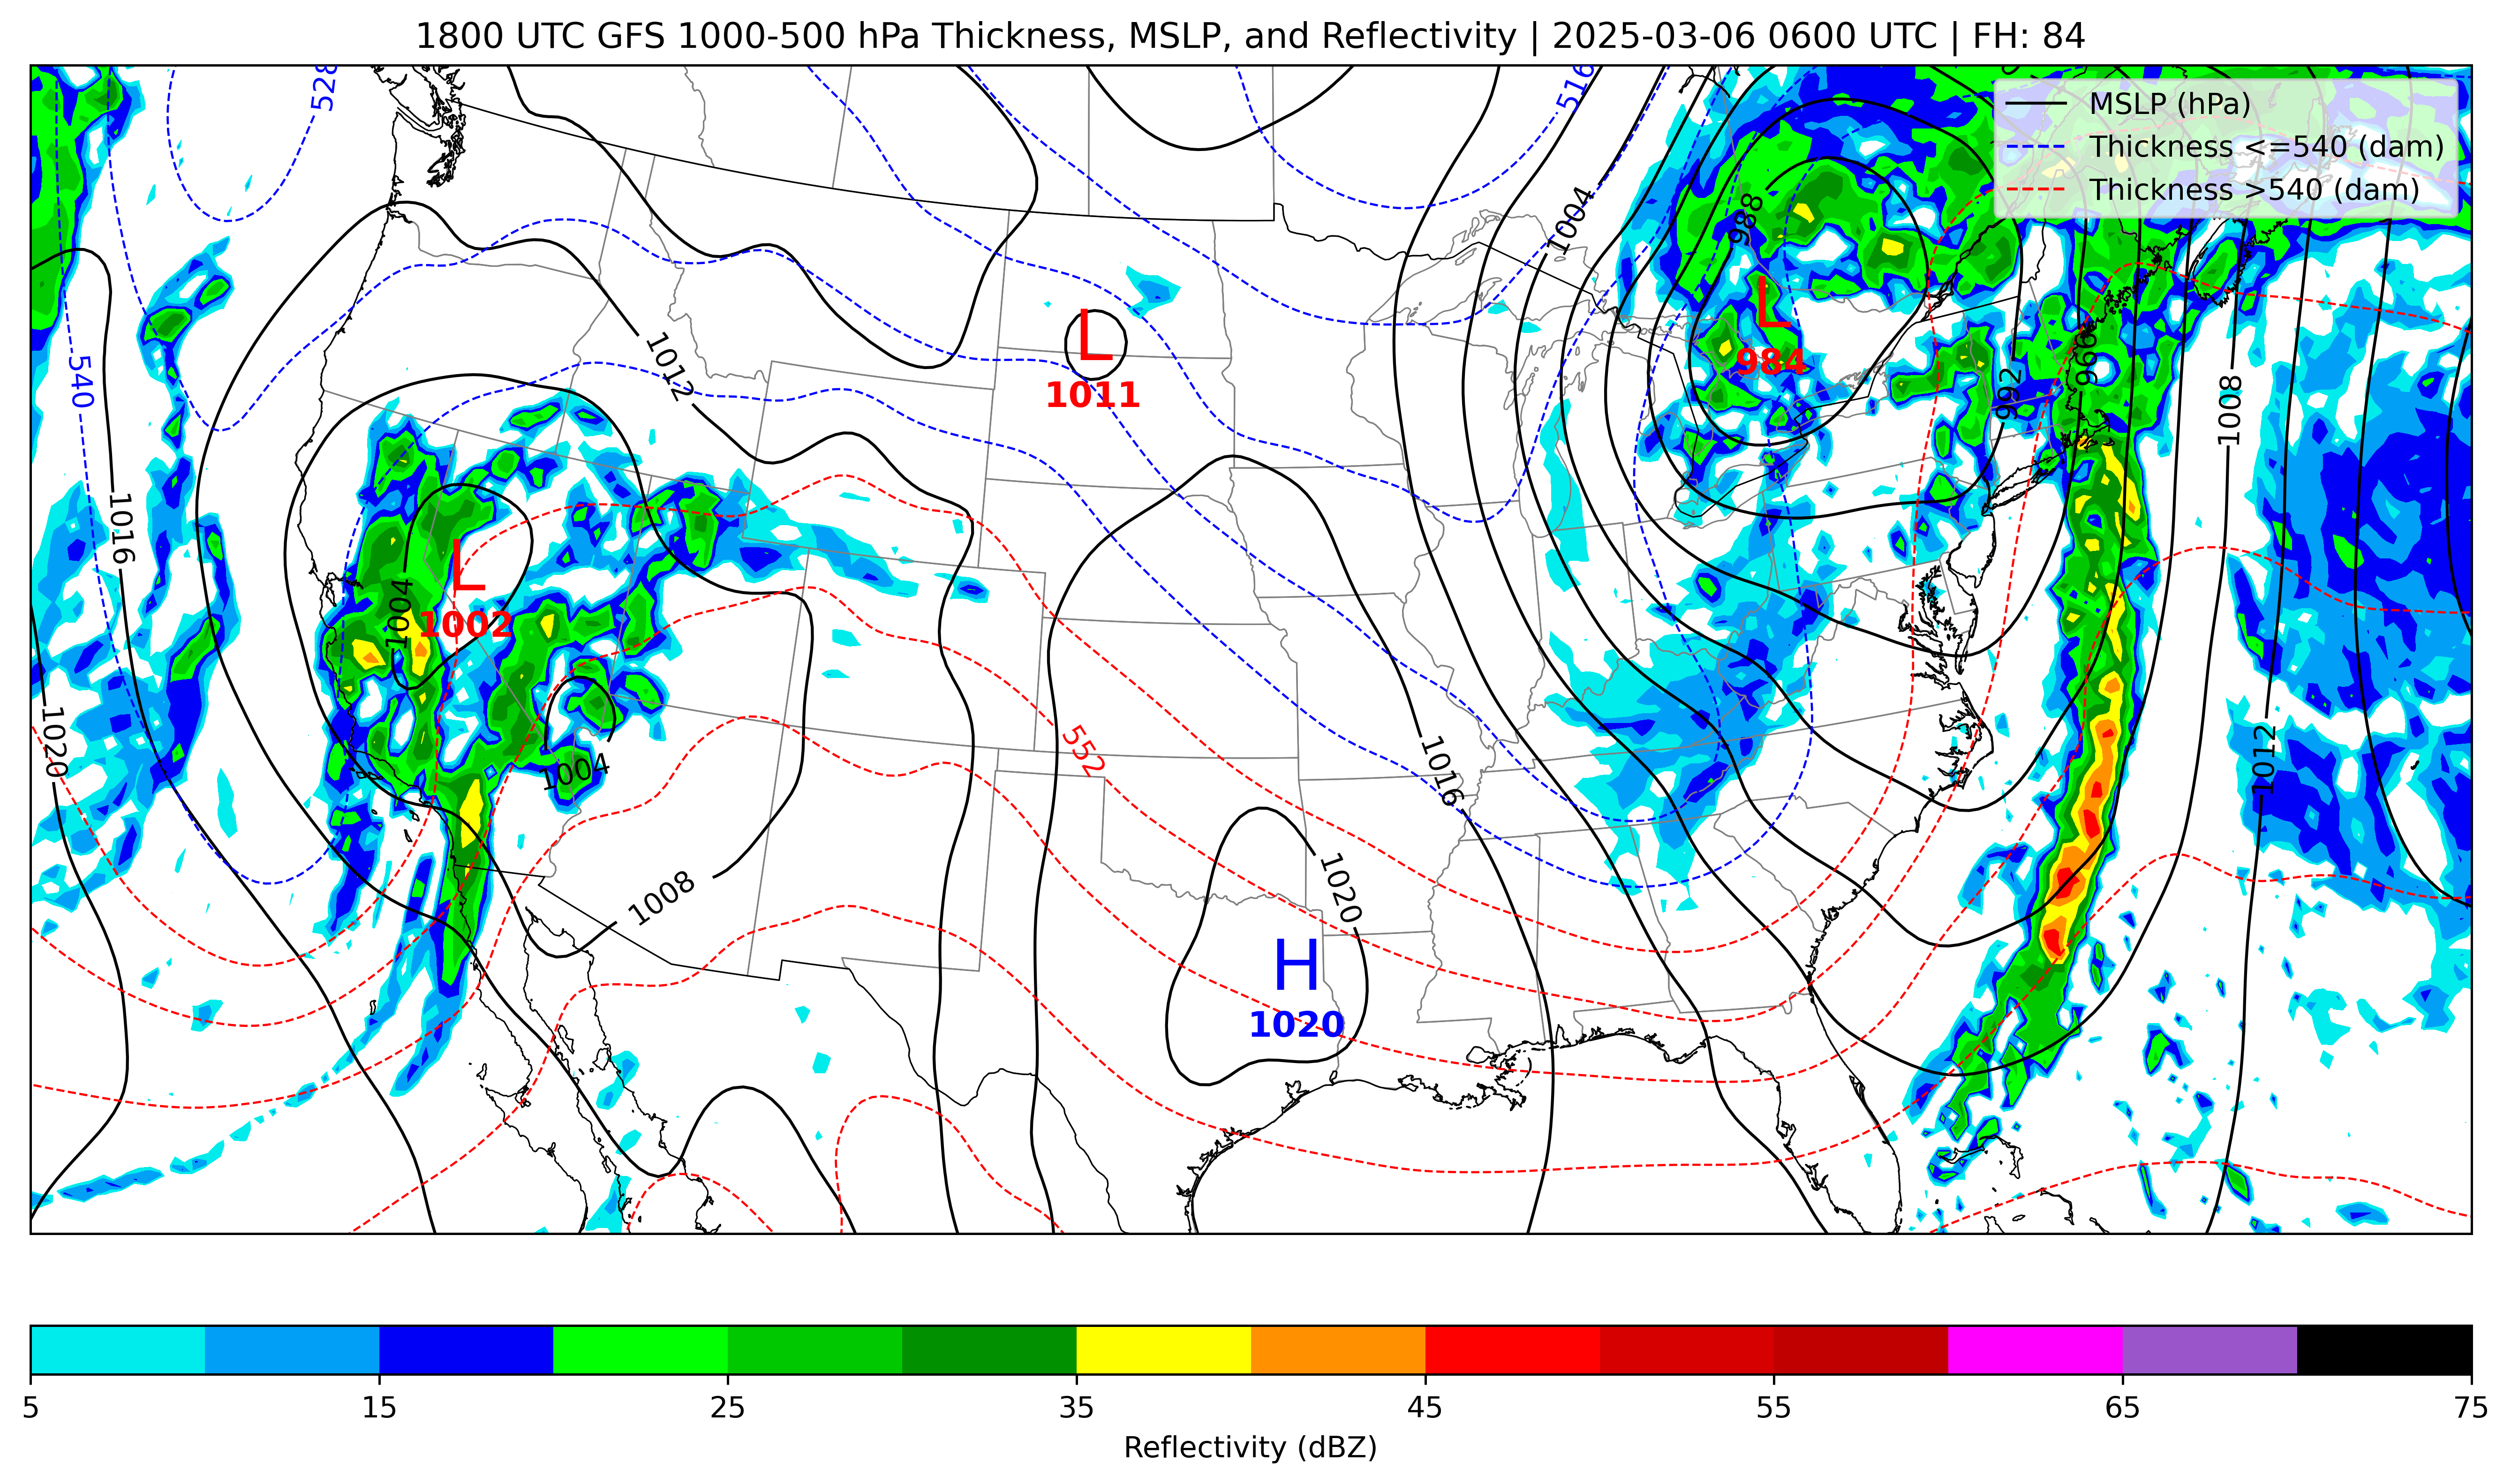 1800 UTC GFS 1000-500 hPa Thickness, MSLP, and Reflectivity | 2025-03-06 0600 UTC | FH: 84
MSLP (hPa)
Thickness <=540 (dam)
Thickness >540 (dam)
528
516
1004
988
L
984
L
1011
1012
540
992
996
1008
1016
L
1002
1004
1004
1020
552
1016
1012
1008
1020
H
1020
5 15 25 35 45 55 65 75
Reflectivity (dBZ)